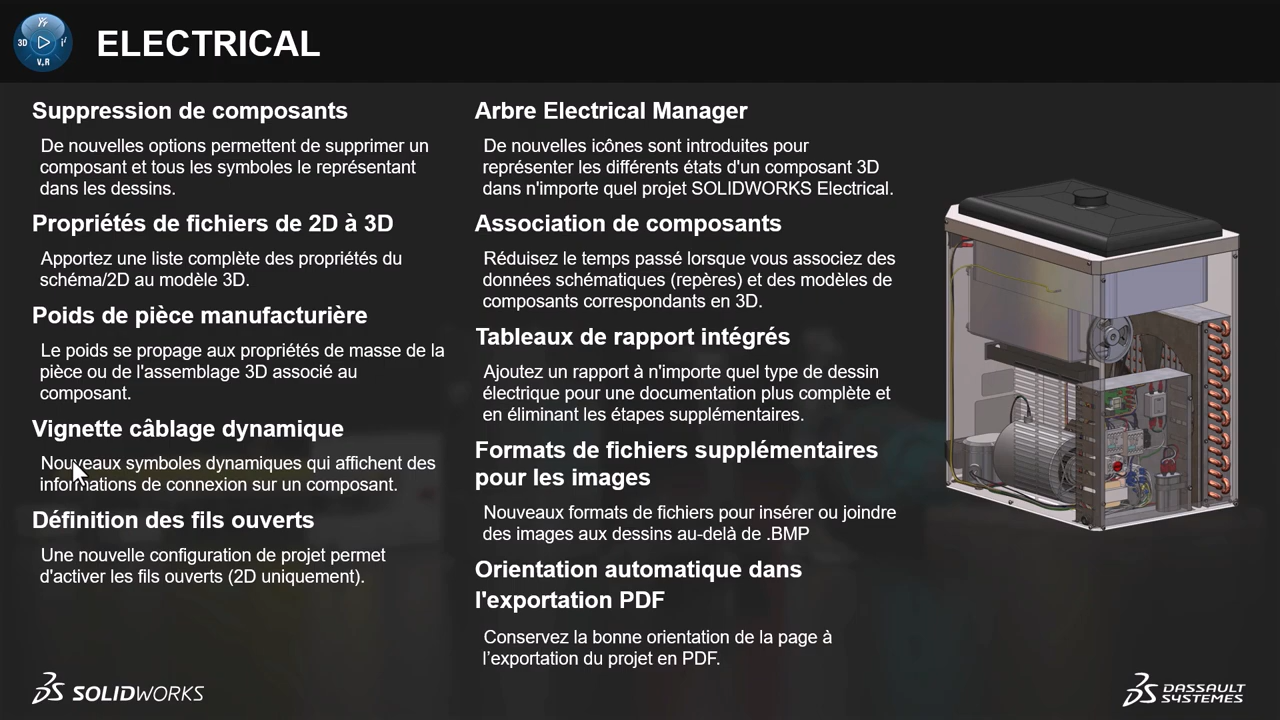 3D
V,R
ELECTRICAL
Suppression de composants
De nouvelles options permettent de supprimer un
composant et tous les symboles le représentant
dans les dessins.
Propriétés de fichiers de 2D à 3D
Apportez une liste complète des propriétés du
schéma/2D au modèle 3D.
Poids de pièce manufacturière
Le poids se propage aux propriétés de masse de la
pièce ou de l'assemblage 3D associé au
composant.
Vignette câblage dynamique
Nouveaux symboles dynamiques qui affichent des
informations de connexion sur un composant.
Définition des fils ouverts
Une nouvelle configuration de projet permet
d'activer les fils ouverts (2D uniquement).
Arbre Electrical Manager
De nouvelles icônes sont introduites pour
représenter les différents états d'un composant 3D
dans n'importe quel projet SOLIDWORKS Electrical.
Association de composants
Réduisez le temps passé lorsque vous associez des
données schématiques (repères) et des modèles de
composants correspondants en 3D.
Tableaux de rapport intégrés
Ajoutez un rapport à n'importe quel type de dessin
électrique pour une documentation plus complète et
en éliminant les étapes supplémentaires.
Formats de fichiers supplémentaires
pour les images
Nouveaux formats de fichiers pour insérer ou joindre
des images aux dessins au-delà de .BMP
Orientation automatique dans
l'exportation PDF
Conservez la bonne orientation de la page à
l’exportation du projet en PDF.
SOLIDWORKS
DASSAULT
SYSTEMES